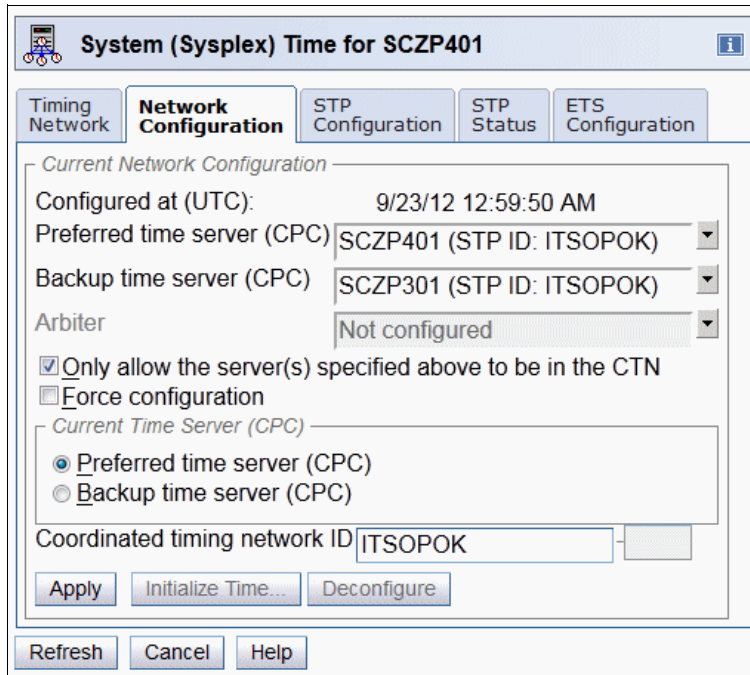 System (Sysplex) Time for SCZP401
i
Timing Network
Network Configuration
STP Configuration
STP Status
ETS Configuration
Current Network Configuration
Configured at (UTC): 9/23/12 12:59:50 AM
Preferred time server (CPC) SCZP401 (STP ID: ITSOPOK)
Backup time server (CPC) SCZP301 (STP ID: ITSOPOK)
Arbiter Not configured
Only allow the server(s) specified above to be in the CTN
Force configuration
Current Time Server (CPC)
Preferred time server (CPC)
Backup time server (CPC)
Coordinated timing network ID ITSOPOK -
Apply Initialize Time... Deconfigure
Refresh Cancel Help